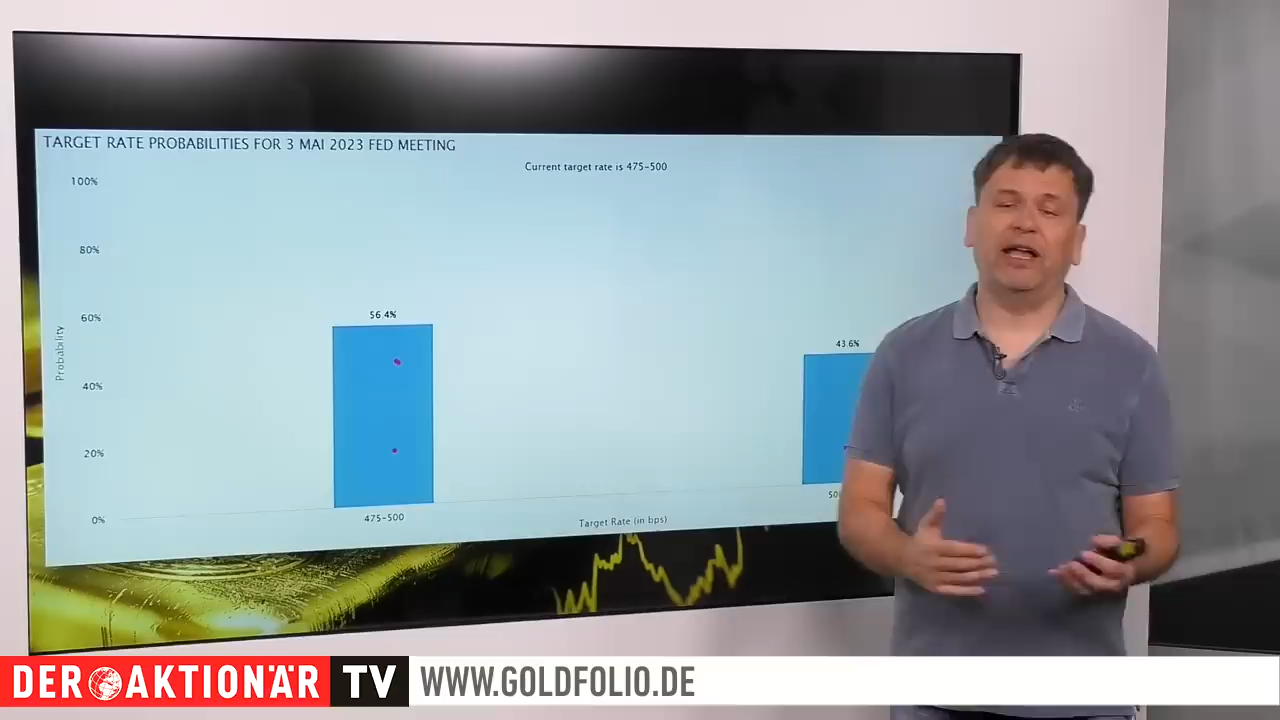 TARGET RATE PROBABILITIES FOR 3 MAI 2023 FED MEETING
Current target rate is 475-500
100%
80%
60%
40%
20%
0%
Probability
56.4%
43.6%
475-500
Target Rate (in bps)
DER AKTIONÄR TV
WWW.GOLDFOLIO.DE